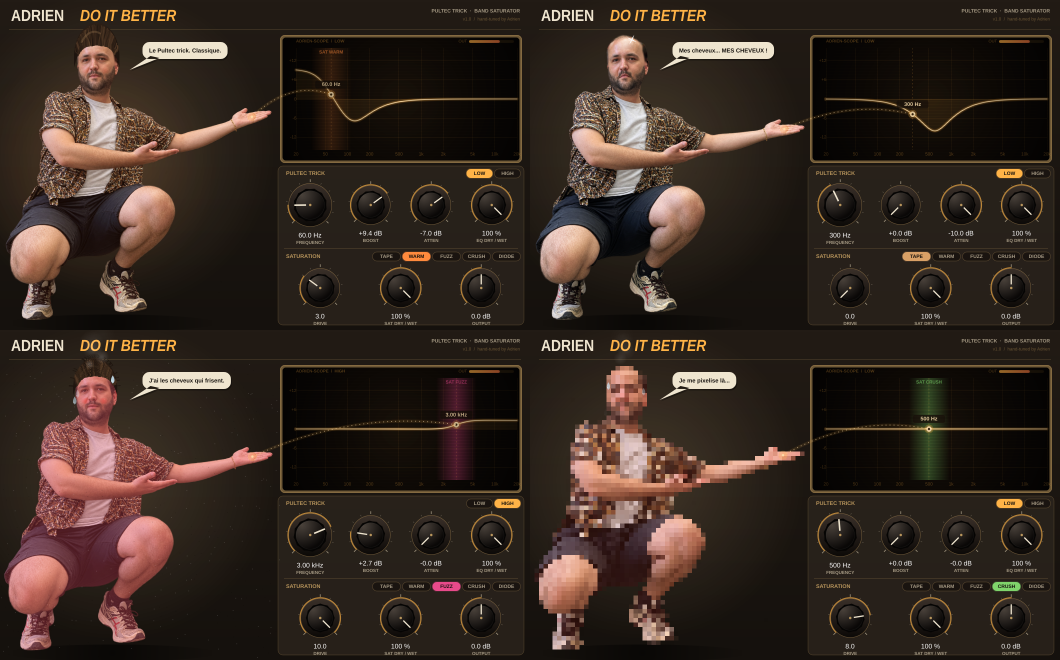 ADRIEN DO IT BETTER
PULTEC TRICK · BAND SATURATOR
Le Pultec trick. Classique.
SAT WARM
60.0 Hz
PULTEC TRICK
LOW HIGH
60.0 Hz +9.4 dB -7.0 dB 100 %
FREQUENCY BOOST ATTEN EQ DRY / WET
SATURATION
TAPE WARM FUZZ CRUSH DIODE
3.0 100 % 0.0 dB
DRIVE SAT DRY / WET OUTPUT
ADRIEN DO IT BETTER
PULTEC TRICK · BAND SATURATOR
Mes cheveux... MES CHEVEUX !
300 Hz
PULTEC TRICK
LOW HIGH
300 Hz +0.0 dB -10.0 dB 100 %
FREQUENCY BOOST ATTEN EQ DRY / WET
SATURATION
TAPE WARM FUZZ CRUSH DIODE
0.0 100 % 0.0 dB
DRIVE SAT DRY / WET OUTPUT
ADRIEN DO IT BETTER
PULTEC TRICK · BAND SATURATOR
J'ai les cheveux qui frisent.
SAT FUZZ
3.00 kHz
PULTEC TRICK
LOW HIGH
3.00 kHz +2.7 dB -0.0 dB 100 %
FREQUENCY BOOST ATTEN EQ DRY / WET
SATURATION
TAPE WARM FUZZ CRUSH DIODE
10.0 100 % 0.0 dB
DRIVE SAT DRY / WET OUTPUT
ADRIEN DO IT BETTER
PULTEC TRICK · BAND SATURATOR
Je me pixelise là...
SAT CRUSH
500 Hz
PULTEC TRICK
LOW HIGH
500 Hz +0.0 dB -0.0 dB 100 %
FREQUENCY BOOST ATTEN EQ DRY / WET
SATURATION
TAPE WARM FUZZ CRUSH DIODE
8.0 100 % 0.0 dB
DRIVE SAT DRY / WET OUTPUT